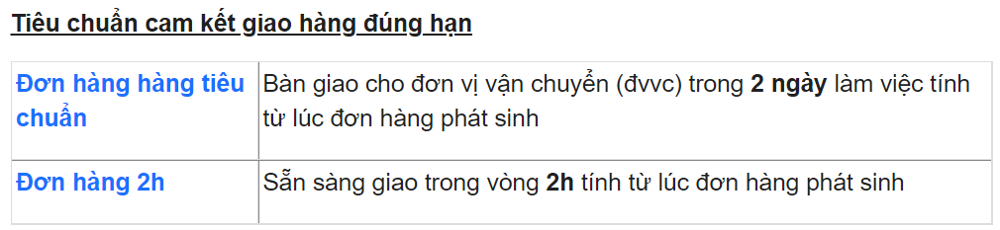 Tiêu chuẩn cam kết giao hàng đúng hạn
Đơn hàng hàng tiêu chuẩn
Bàn giao cho đơn vị vận chuyển (đvvc) trong 2 ngày làm việc tính
từ lúc đơn hàng phát sinh
Đơn hàng 2h
Sẵn sàng giao trong vòng 2h tính từ lúc đơn hàng phát sinh